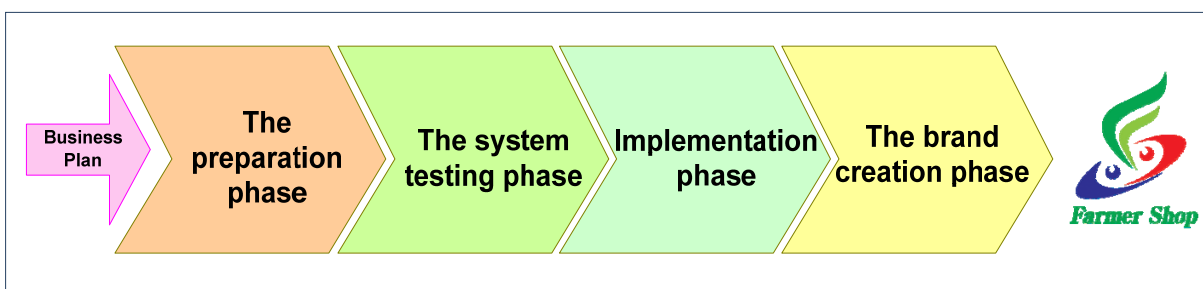 Business
Plan
The
preparation
phase
The system
testing phase
Implementation
phase
The brand
creation phase
Farmer Shop